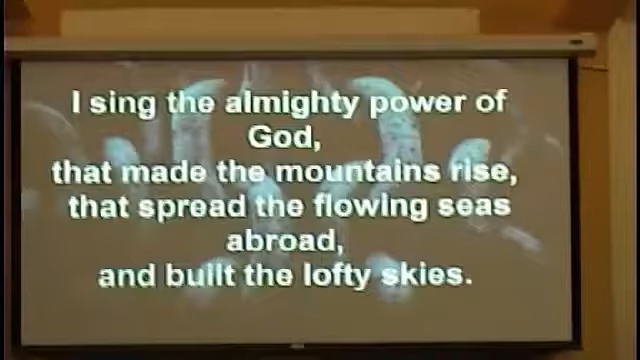 I sing the almighty power of
God,
that made the mountains rise,
that spread the flowing seas
abroad,
and built the lofty skies.